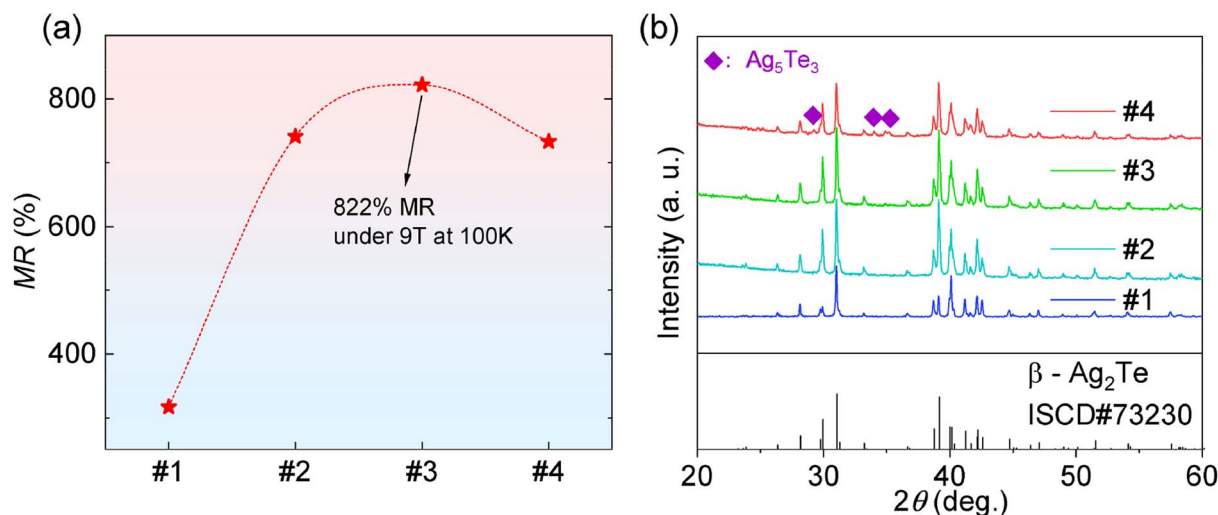 (a)
MR (%)
800
600
400
822% MR
under 9T at 100K
#1 #2 #3 #4
(b)
Intensity (a. u.)
◆: Ag₅Te₃
#4
#3
#2
#1
β - Ag₂Te
ISCD#73230
20 30 40 50 60
2θ (deg.)